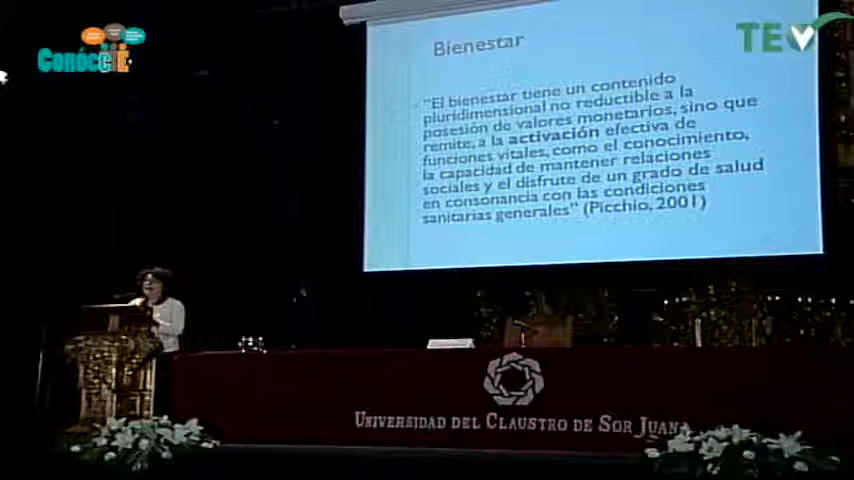 ConócCTE
TEV
Bienestar
"El bienestar tiene un contenido
pluridimensional no reductible a la
posesión de valores monetarios, sino que
remite, a la activación efectiva de
funciones vitales, como el conocimiento,
la capacidad de mantener relaciones
sociales y el disfrute de un grado de salud
en consonancia con las condiciones
sanitarias generales" (Picchio, 2001)
UNIVERSIDAD DEL CLAUSTRO DE SOR JUANA